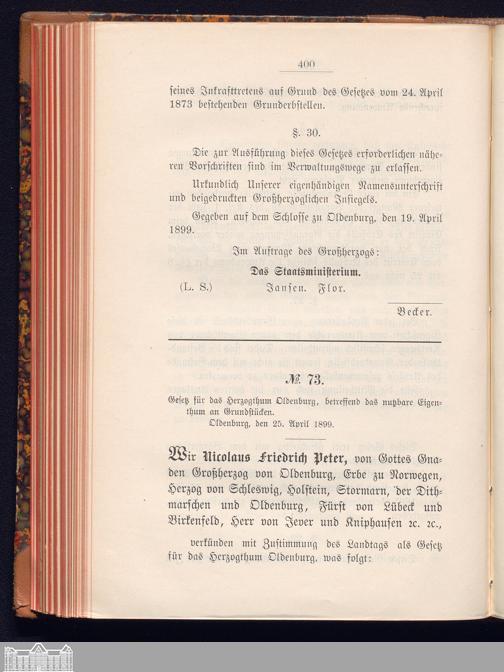 400
seines Inkrafttretens auf Grund des Gesetzes vom 24. April
1873 bestehenden Grunderbstellen.
§. 30.
Die zur Ausführung dieses Gesetzes erforderlichen nähe-
ren Vorschriften sind im Verwaltungswege zu erlassen.
Urkundlich Unserer eigenhändigen Namensunterschrift
und beigedruckten Großherzoglichen Insiegels.
Gegeben auf dem Schlosse zu Oldenburg, den 19. April
1899.
Im Auftrage des Großherzogs:
Das Staatsministerium.
(L. S.) Jansen. Flor.
Becker.
№. 73.
Gesetz für das Herzogthum Oldenburg, betreffend das nutzbare Eigen-
thum an Grundstücken.
Oldenburg, den 25. April 1899.
Wir Nicolaus Friedrich Peter, von Gottes Gna-
den Großherzog von Oldenburg, Erbe zu Norwegen,
Herzog von Schleswig, Holstein, Stormarn, der Dith-
marschen und Oldenburg, Fürst von Lübeck und
Birkenfeld, Herr von Jever und Kniphausen ꝛc. ꝛc.,
verkünden mit Zustimmung des Landtags als Gesetz
für das Herzogthum Oldenburg, was folgt: